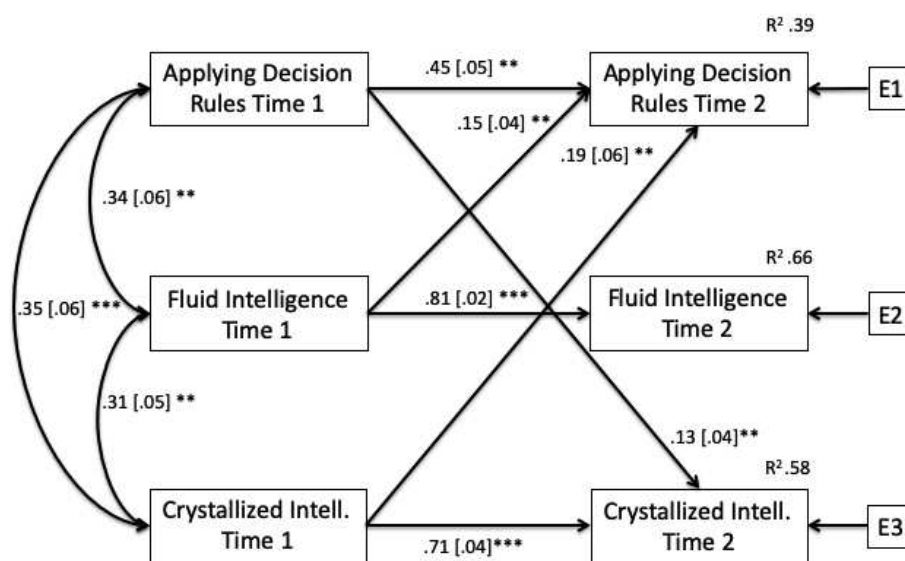 R² .39
.45 [.05] **
Applying Decision
Rules Time 1
Applying Decision
Rules Time 2
E1
.15 [.04] **
.19 [.06] **
.34 [.06] **
R² .66
.35 [.06] ***
Fluid Intelligence
Time 1
.81 [.02] ***
Fluid Intelligence
Time 2
E2
.31 [.05] **
.13 [.04]**
R² .58
Crystallized Intell.
Time 1
.71 [.04]***
Crystallized Intell.
Time 2
E3